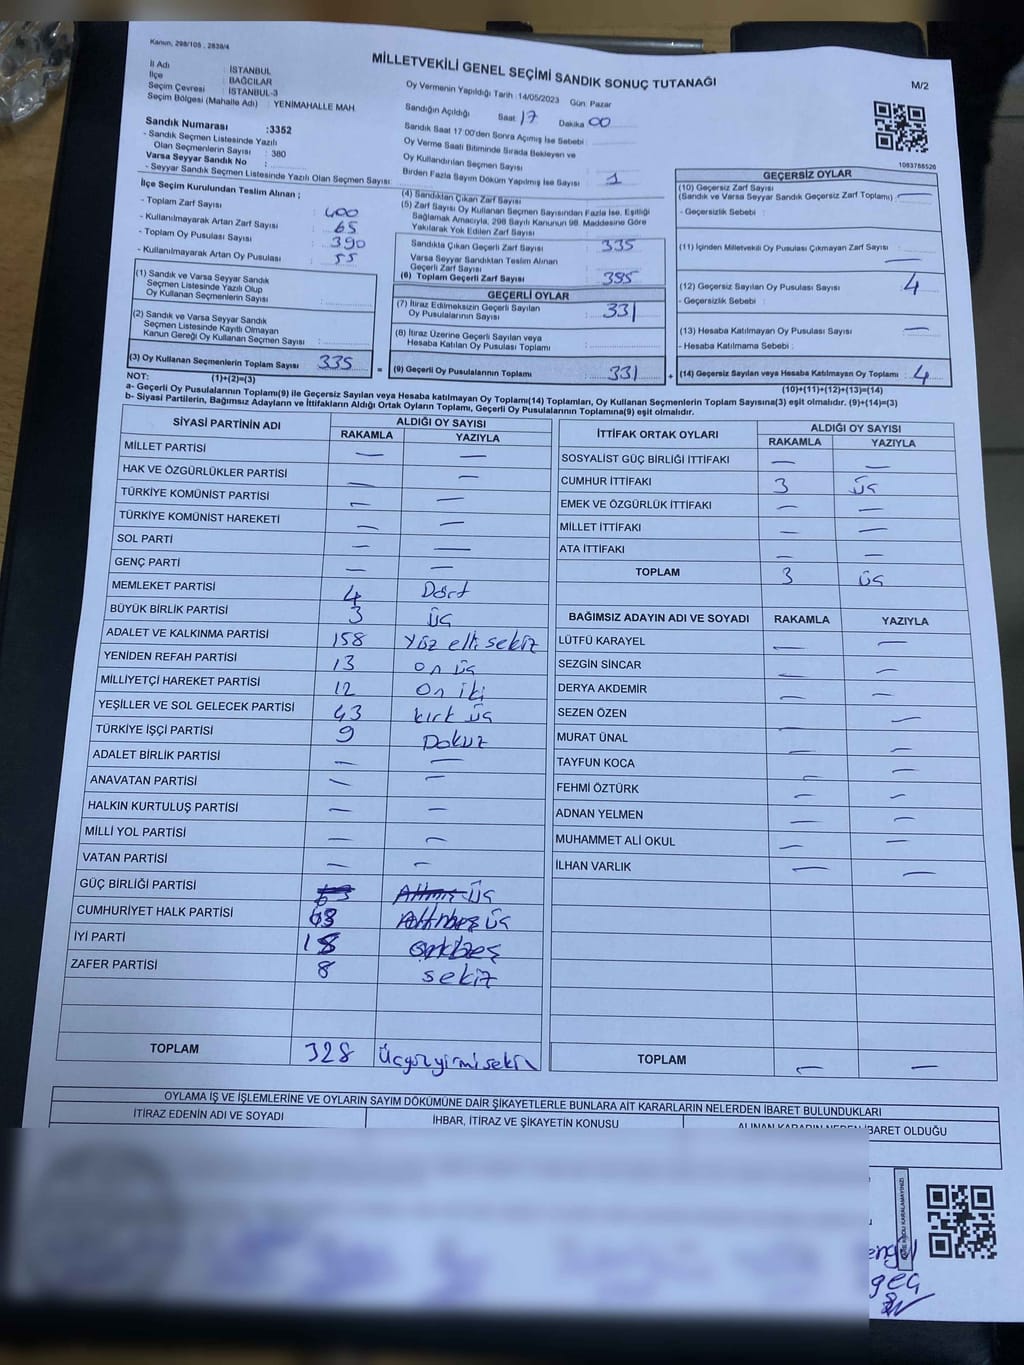 Kanun, 298/105 , 2839/4
MİLLETVEKİLİ GENEL SEÇİMİ SANDIK SONUÇ TUTANAĞI
M/2
İl Adı : İSTANBUL
İlçe : BAĞCILAR
Seçim Çevresi : İSTANBUL-3
Seçim Bölgesi (Mahalle Adı) : YENİMAHALLE MAH
Sandık Numarası :3352
- Sandık Seçmen Listesinde Yazılı
Olan Seçmenlerin Sayısı : 380
Varsa Seyyar Sandık No :
- Seyyar Sandık Seçmen Listesinde Yazılı Olan Seçmen Sayısı :
Oy Vermenin Yapıldığı Tarih :14/05/2023 Gün: Pazar
Sandığın Açıldığı Saat 17 Dakika 00
Sandık Saat 17:00'den Sonra Açımış İse Sebebi :
Oy Verme Saati Bitiminde Sırada Bekleyen ve
Oy Kullandırılan Seçmen Sayısı
Birden Fazla Sayım Döküm Yapılmış İse Sayısı : 1
1083788526
İlçe Seçim Kurulundan Teslim Alınan ;
- Toplam Zarf Sayısı : 400
- Kullanılmayarak Artan Zarf Sayısı : 65
- Toplam Oy Pusulası Sayısı : 390
- Kullanılmayarak Artan Oy Pusulası : 55
(1) Sandık ve Varsa Seyyar Sandık
Seçmen Listesinde Yazılı Olup
Oy Kullanan Seçmenlerin Sayısı :
(2) Sandık ve Varsa Seyyar Sandık
Seçmen Listesinde Kayıtlı Olmayan
Kanun Gereği Oy Kullanan Seçmen Sayısı :
(3) Oy Kullanan Seçmenlerin Toplam Sayısı : 335
(4) Sandıktan Çıkan Zarf Sayısı :
(5) Zarf Sayısı Oy Kullanan Seçmen Sayısından Fazla İse, Eşitliği
Sağlamak Amacıyla, 298 Sayılı Kanunun 98. Maddesine Göre
Yakılarak Yok Edilen Zarf Sayısı :
Sandıkta Çıkan Geçerli Zarf Sayısı : 335
Varsa Seyyar Sandıktan Teslim Alınan
Geçerli Zarf Sayısı :
(6) Toplam Geçerli Zarf Sayısı : 335
GEÇERLİ OYLAR
(7) İtiraz Edilmeksizin Geçerli Sayılan
Oy Pusulalarının Sayısı : 331
(8) İtiraz Üzerine Geçerli Sayılan veya
Hesaba Katılan Oy Pusulası Toplamı :
= (9) Geçerli Oy Pusulalarının Toplamı : 331
GEÇERSİZ OYLAR
(10) Geçersiz Zarf Sayısı
(Sandık ve Varsa Seyyar Sandık Geçersiz Zarf Toplamı) : —
- Geçersizlik Sebebi :
(11) İçinden Milletvekili Oy Pusulası Çıkmayan Zarf Sayısı : —
(12) Geçersiz Sayılan Oy Pusulası Sayısı : 4
- Geçersizlik Sebebi :
(13) Hesaba Katılmayan Oy Pusulası Sayısı : —
- Hesaba Katılmama Sebebi :
+ (14) Geçersiz Sayılan veya Hesaba Katılmayan Oy Toplamı : 4
NOT: (1)+(2)=(3)
(10)+(11)+(12)+(13)=(14)
a- Geçerli Oy Pusulalarının Toplamı(9) ile Geçersiz Sayılan veya Hesaba katılmayan Oy Toplamı(14) Toplamları, Oy Kullanan Seçmenlerin Toplam Sayısına(3) eşit olmalıdır. (9)+(14)=(3)
b- Siyasi Partilerin, Bağımsız Adayların ve İttifakların Aldığı Ortak Oyların Toplamı, Geçerli Oy Pusulalarının Toplamına(9) eşit olmalıdır.
SİYASİ PARTİNİN ADI ALDIĞI OY SAYISI
RAKAMLA YAZIYLA
MİLLET PARTİSİ — —
HAK VE ÖZGÜRLÜKLER PARTİSİ — —
TÜRKİYE KOMÜNİST PARTİSİ — —
TÜRKİYE KOMÜNİST HAREKETİ — —
SOL PARTİ — —
GENÇ PARTİ — —
MEMLEKET PARTİSİ 4 Dört
BÜYÜK BİRLİK PARTİSİ 3 üç
ADALET VE KALKINMA PARTİSİ 158 Yüz elli sekiz
YENİDEN REFAH PARTİSİ 13 on üç
MİLLİYETÇİ HAREKET PARTİSİ 12 On iki
YEŞİLLER VE SOL GELECEK PARTİSİ 43 kırk üç
TÜRKİYE İŞÇİ PARTİSİ 9 Dokuz
ADALET BİRLİK PARTİSİ — —
ANAVATAN PARTİSİ — —
HALKIN KURTULUŞ PARTİSİ — —
MİLLİ YOL PARTİSİ — —
VATAN PARTİSİ — —
GÜÇ BİRLİĞİ PARTİSİ 63 Altmış üç
CUMHURİYET HALK PARTİSİ üç
İYİ PARTİ
ZAFER PARTİSİ 8 sekiz
TOPLAM 328 Üçyüzyirmisekiz
İTTİFAK ORTAK OYLARI ALDIĞI OY SAYISI
RAKAMLA YAZIYLA
SOSYALİST GÜÇ BİRLİĞİ İTTİFAKI — —
CUMHUR İTTİFAKI 3 üç
EMEK VE ÖZGÜRLÜK İTTİFAKI — —
MİLLET İTTİFAKI — —
ATA İTTİFAKI — —
TOPLAM 3 üç
BAĞIMSIZ ADAYIN ADI VE SOYADI RAKAMLA YAZIYLA
LÜTFÜ KARAYEL — —
SEZGİN SİNCAR — —
DERYA AKDEMİR — —
SEZEN ÖZEN —
MURAT ÜNAL — —
TAYFUN KOCA — —
FEHMİ ÖZTÜRK — —
ADNAN YELMEN — —
MUHAMMET ALİ OKUL — —
İLHAN VARLIK — —
TOPLAM — —
OYLAMA İŞ VE İŞLEMLERİNE VE OYLARIN SAYIM DÖKÜMÜNE DAİR ŞİKAYETLERLE BUNLARA AİT KARARLARIN NELERDEN İBARET BULUNDUKLARI
İTİRAZ EDENİN ADI VE SOYADI İHBAR, İTİRAZ VE ŞİKAYETİN KONUSU ALINAN KARARIN NEDEN İBARET OLDUĞU